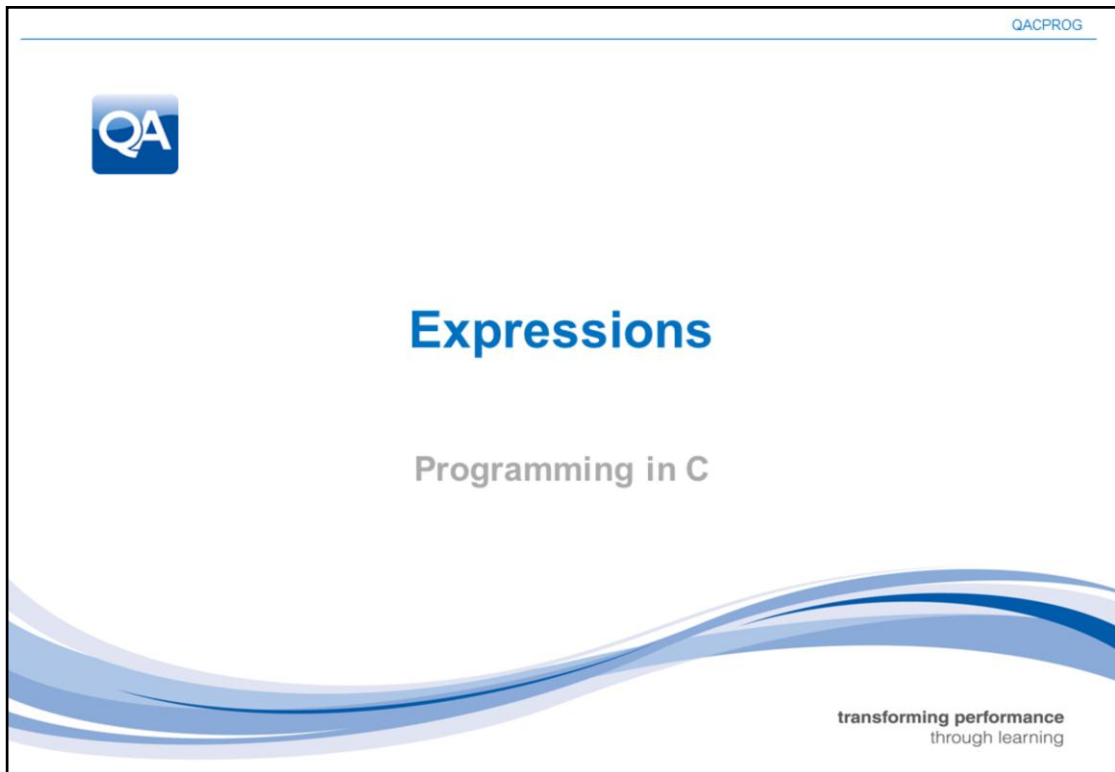 QACPROG
QA
Expressions
Programming in C
transforming performance
through learning